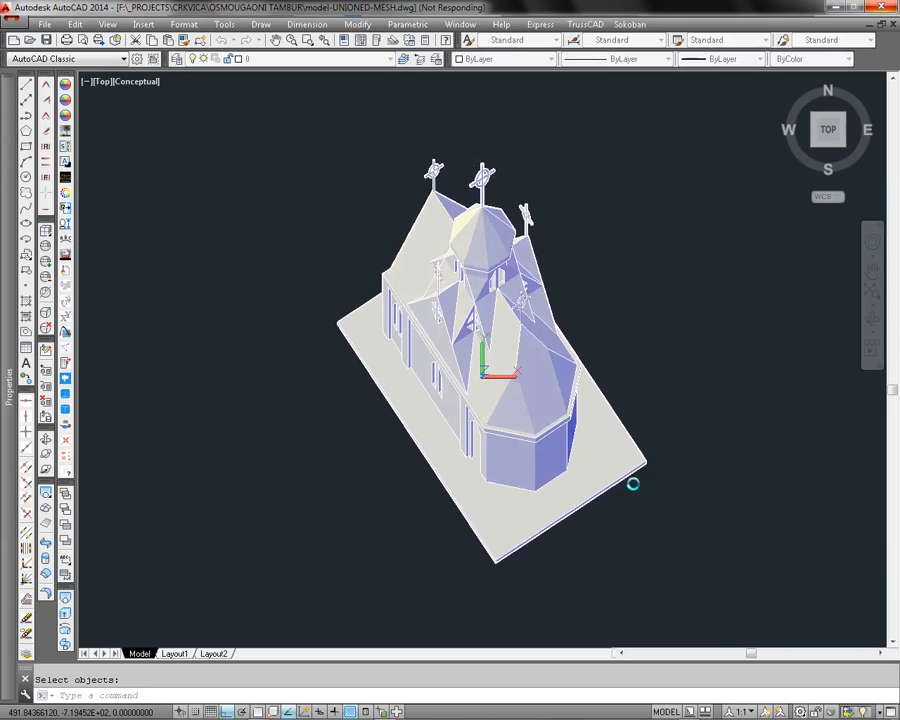 Autodesk AutoCAD 2014 - [F:\_PROJECTS\CRKVICA\OSMOUGAONI TAMBUR\model-UNIONED-MESH.dwg] (Not Responding)
File Edit View Insert Format Tools Draw Dimension Modify Parametric Window Help Express TrussCAD Sokoban
Standard Standard Standard Standard
AutoCAD Classic 0 ByLayer ByLayer ByLayer ByColor
[−][Top][Conceptual]
N
W TOP E
S
WCS
X
Properties
Model Layout1 Layout2
Select objects:
Type a command
491.84366120, -7.19452E+02, 0.00000000 MODEL 1:1